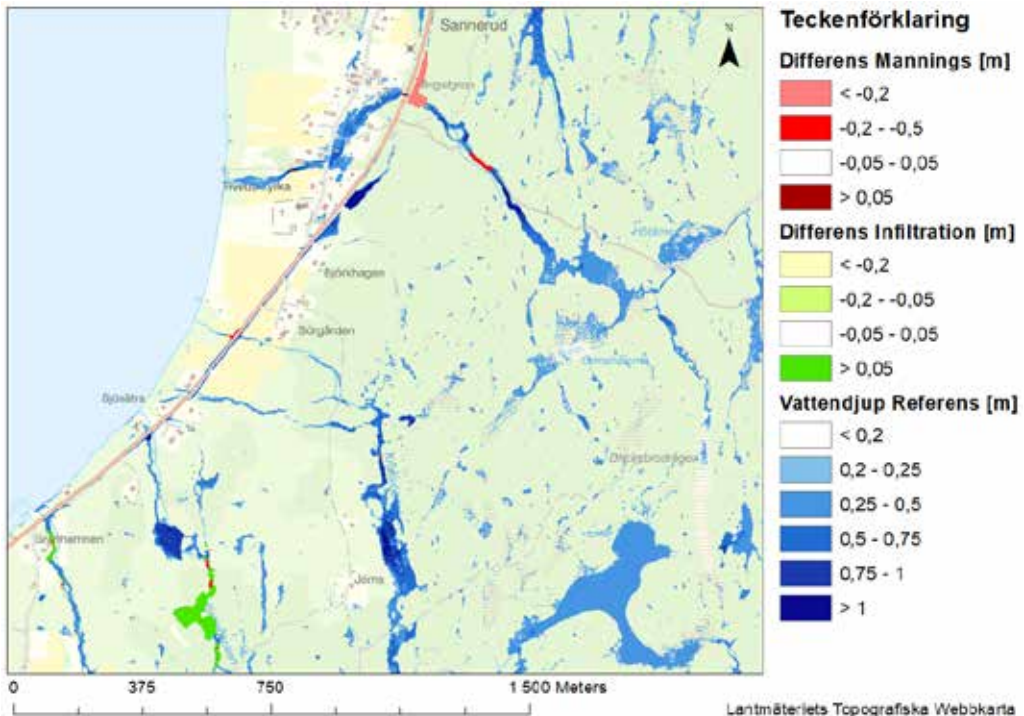 Sannerud
N
Björkhagen
Sörgården
Sjösätra
Grönhamnen
Jörns
0 375 750 1 500 Meters
Teckenförklaring
Differens Mannings [m]
< -0,2
-0,2 - -0,5
-0,05 - 0,05
> 0,05
Differens Infiltration [m]
< -0,2
-0,2 - -0,05
-0,05 - 0,05
> 0,05
Vattendjup Referens [m]
< 0,2
0,2 - 0,25
0,25 - 0,5
0,5 - 0,75
0,75 - 1
> 1
Lantmäteriets Topografiska Webbkarta